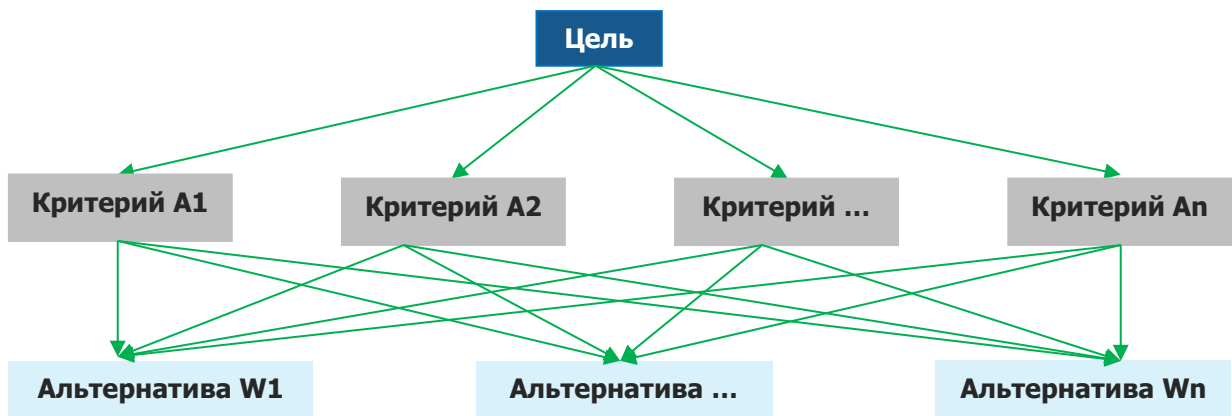 Цель
Критерий А1
Критерий А2
Критерий ...
Критерий Аn
Альтернатива W1
Альтернатива ...
Альтернатива Wn